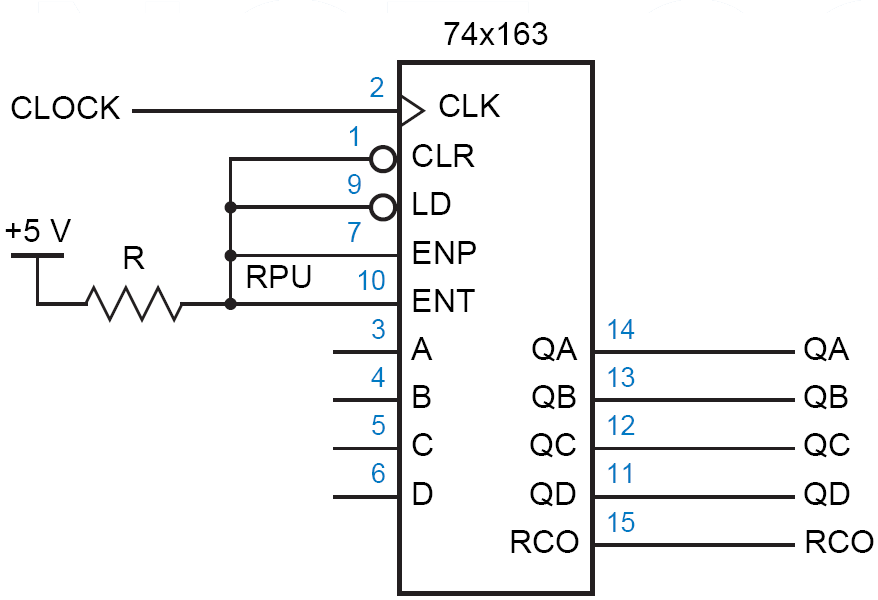 74x163
CLOCK 2 CLK
1 CLR
9 LD
+5 V 7 ENP
R RPU 10 ENT
3 A QA 14 QA
4 B QB 13 QB
5 C QC 12 QC
6 D QD 11 QD
RCO 15 RCO